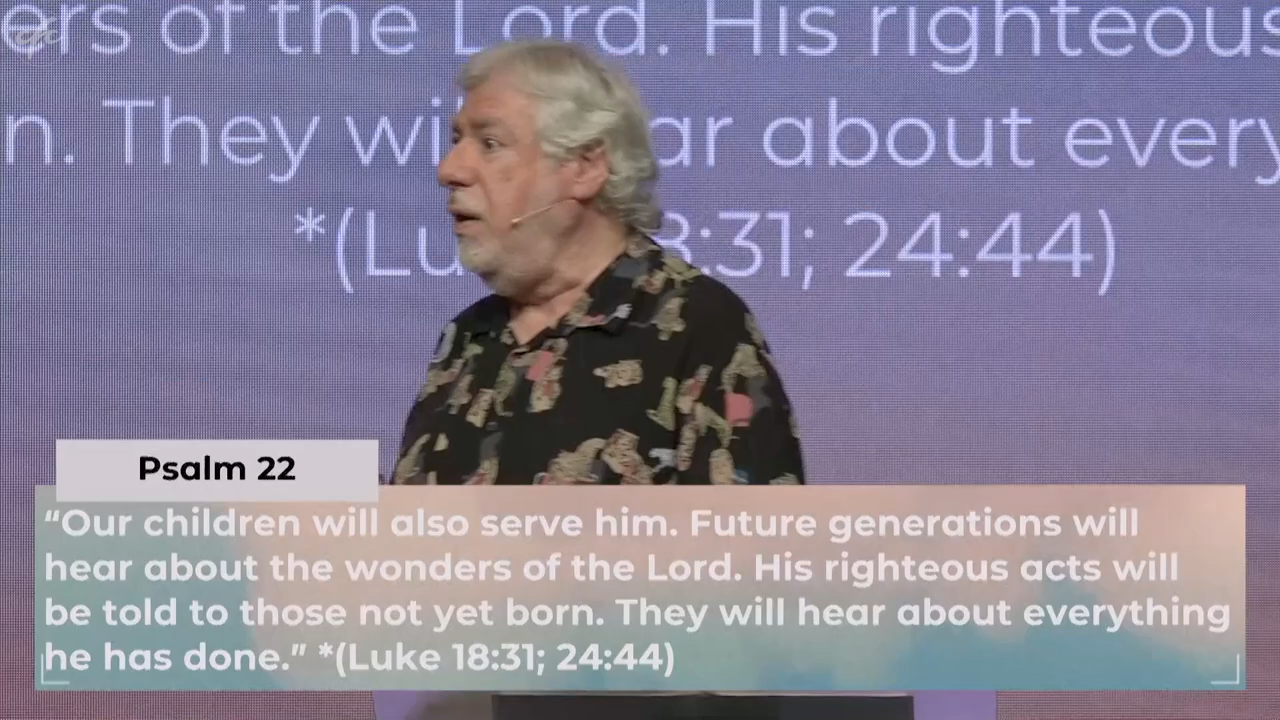 ers of the Lord. His righteous
n. They wi ar about every
*(Lu 8:31; 24:44)
Psalm 22
“Our children will also serve him. Future generations will
hear about the wonders of the Lord. His righteous acts will
be told to those not yet born. They will hear about everything
he has done.” *(Luke 18:31; 24:44)